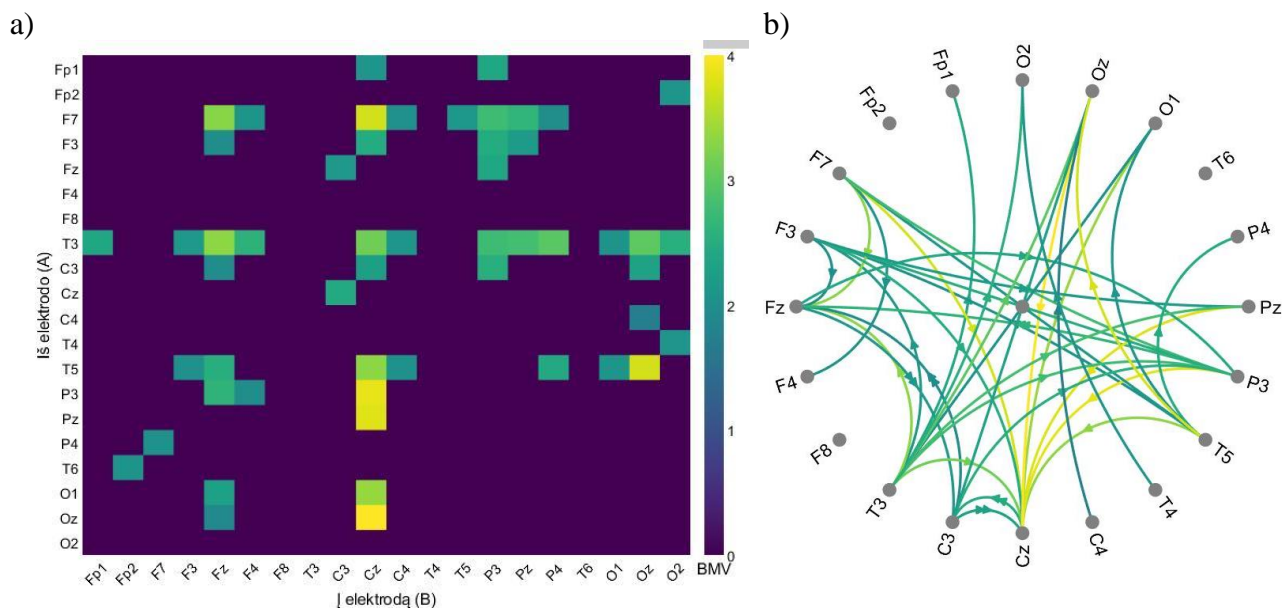 a)
b)
Iš elektrodo (A)
Fp1
Fp2
F7
F3
Fz
F4
F8
T3
C3
Cz
C4
T4
T5
P3
Pz
P4
T6
O1
Oz
O2
Fp1 Fp2 F7 F3 Fz F4 F8 T3 C3 Cz C4 T4 T5 P3 Pz P4 T6 O1 Oz O2
Į elektrodą (B)
4
3
2
1
0
BMV
O2
Oz
O1
T6
P4
Pz
P3
T5
T4
C4
Cz
C3
T3
F8
F4
Fz
F3
F7
Fp2
Fp1